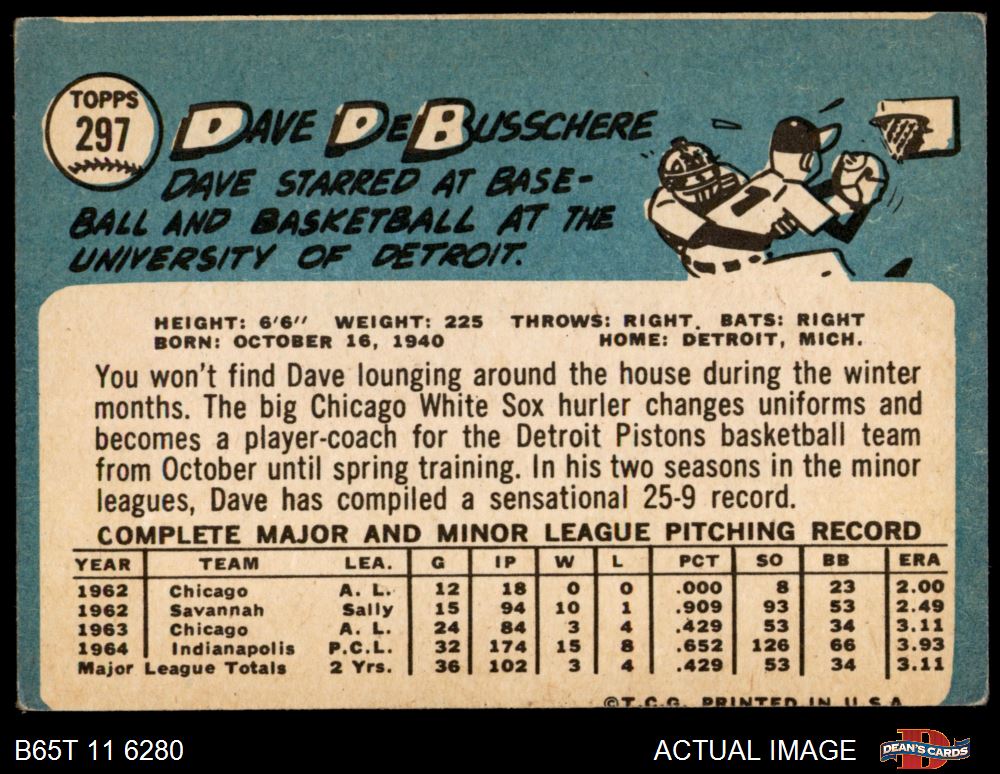 TOPPS
297
DAVE DEBUSSCHERE
DAVE STARRED AT BASE-
BALL AND BASKETBALL AT THE
UNIVERSITY OF DETROIT.
1
HEIGHT: 6'6" WEIGHT: 225 THROWS: RIGHT. BATS: RIGHT
BORN: OCTOBER 16, 1940 HOME: DETROIT, MICH.
You won't find Dave lounging around the house during the winter
months. The big Chicago White Sox hurler changes uniforms and
becomes a player-coach for the Detroit Pistons basketball team
from October until spring training. In his two seasons in the minor
leagues, Dave has compiled a sensational 25-9 record.
COMPLETE MAJOR AND MINOR LEAGUE PITCHING RECORD
YEAR TEAM LEA. G IP W L PCT SO BB ERA
1962 Chicago A. L. 12 18 0 0 .000 8 23 2.00
1962 Savannah Sally 15 94 10 1 .909 93 53 2.49
1963 Chicago A. L. 24 84 3 4 .429 53 34 3.11
1964 Indianapolis P.C.L. 32 174 15 8 .652 126 66 3.93
Major League Totals 2 Yrs. 36 102 3 4 .429 53 34 3.11
©T.C.G. PRINTED IN U.S.A.
B65T 11 6280 ACTUAL IMAGE DEAN'S CARDS